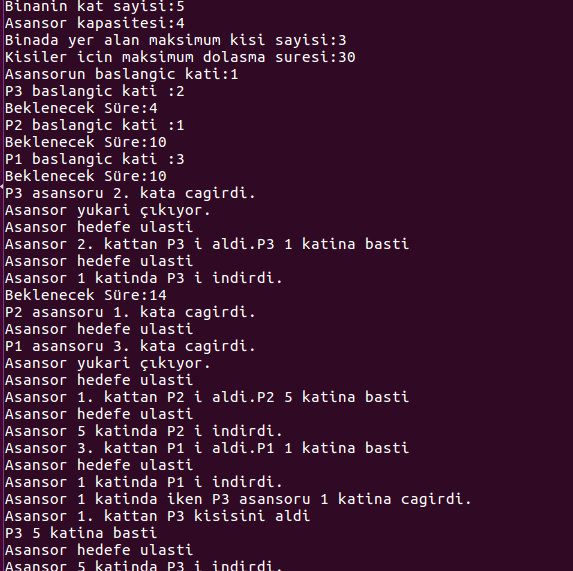 Binanin kat sayisi:5
Asansor kapasitesi:4
Binada yer alan maksimum kisi sayisi:3
Kisiler icin maksimum dolasma suresi:30
Asansorun baslangic kati:1
P3 baslangic kati :2
Beklenecek Süre:4
P2 baslangic kati :1
Beklenecek Süre:10
P1 baslangic kati :3
Beklenecek Süre:10
P3 asansoru 2. kata cagirdi.
Asansor yukari çıkıyor.
Asansor hedefe ulasti
Asansor 2. kattan P3 i aldi.P3 1 katina basti
Asansor hedefe ulasti
Asansor 1 katinda P3 i indirdi.
Beklenecek Süre:14
P2 asansoru 1. kata cagirdi.
Asansor hedefe ulasti
P1 asansoru 3. kata cagirdi.
Asansor yukari çıkıyor.
Asansor hedefe ulasti
Asansor 1. kattan P2 i aldi.P2 5 katina basti
Asansor hedefe ulasti
Asansor 5 katinda P2 i indirdi.
Asansor 3. kattan P1 i aldi.P1 1 katina basti
Asansor hedefe ulasti
Asansor 1 katinda P1 i indirdi.
Asansor 1 katinda iken P3 asansoru 1 katina cagirdi.
Asansor 1. kattan P3 kisisini aldi
P3 5 katina basti
Asansor hedefe ulasti
Asansor 5 katinda P3 i indirdi.